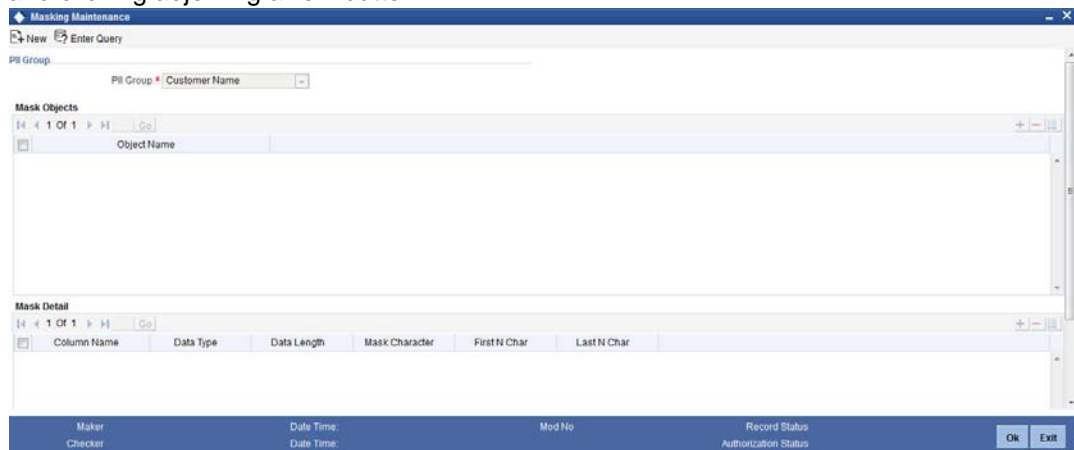 Masking Maintenance
New Enter Query
PII Group
PII Group * Customer Name
Mask Objects
1 Of 1 Go
Object Name
Mask Detail
1 Of 1 Go
Column Name Data Type Data Length Mask Character First N Char Last N Char
Maker Date Time: Mod No Record Status
Checker Date Time: Authorization Status
Ok Exit